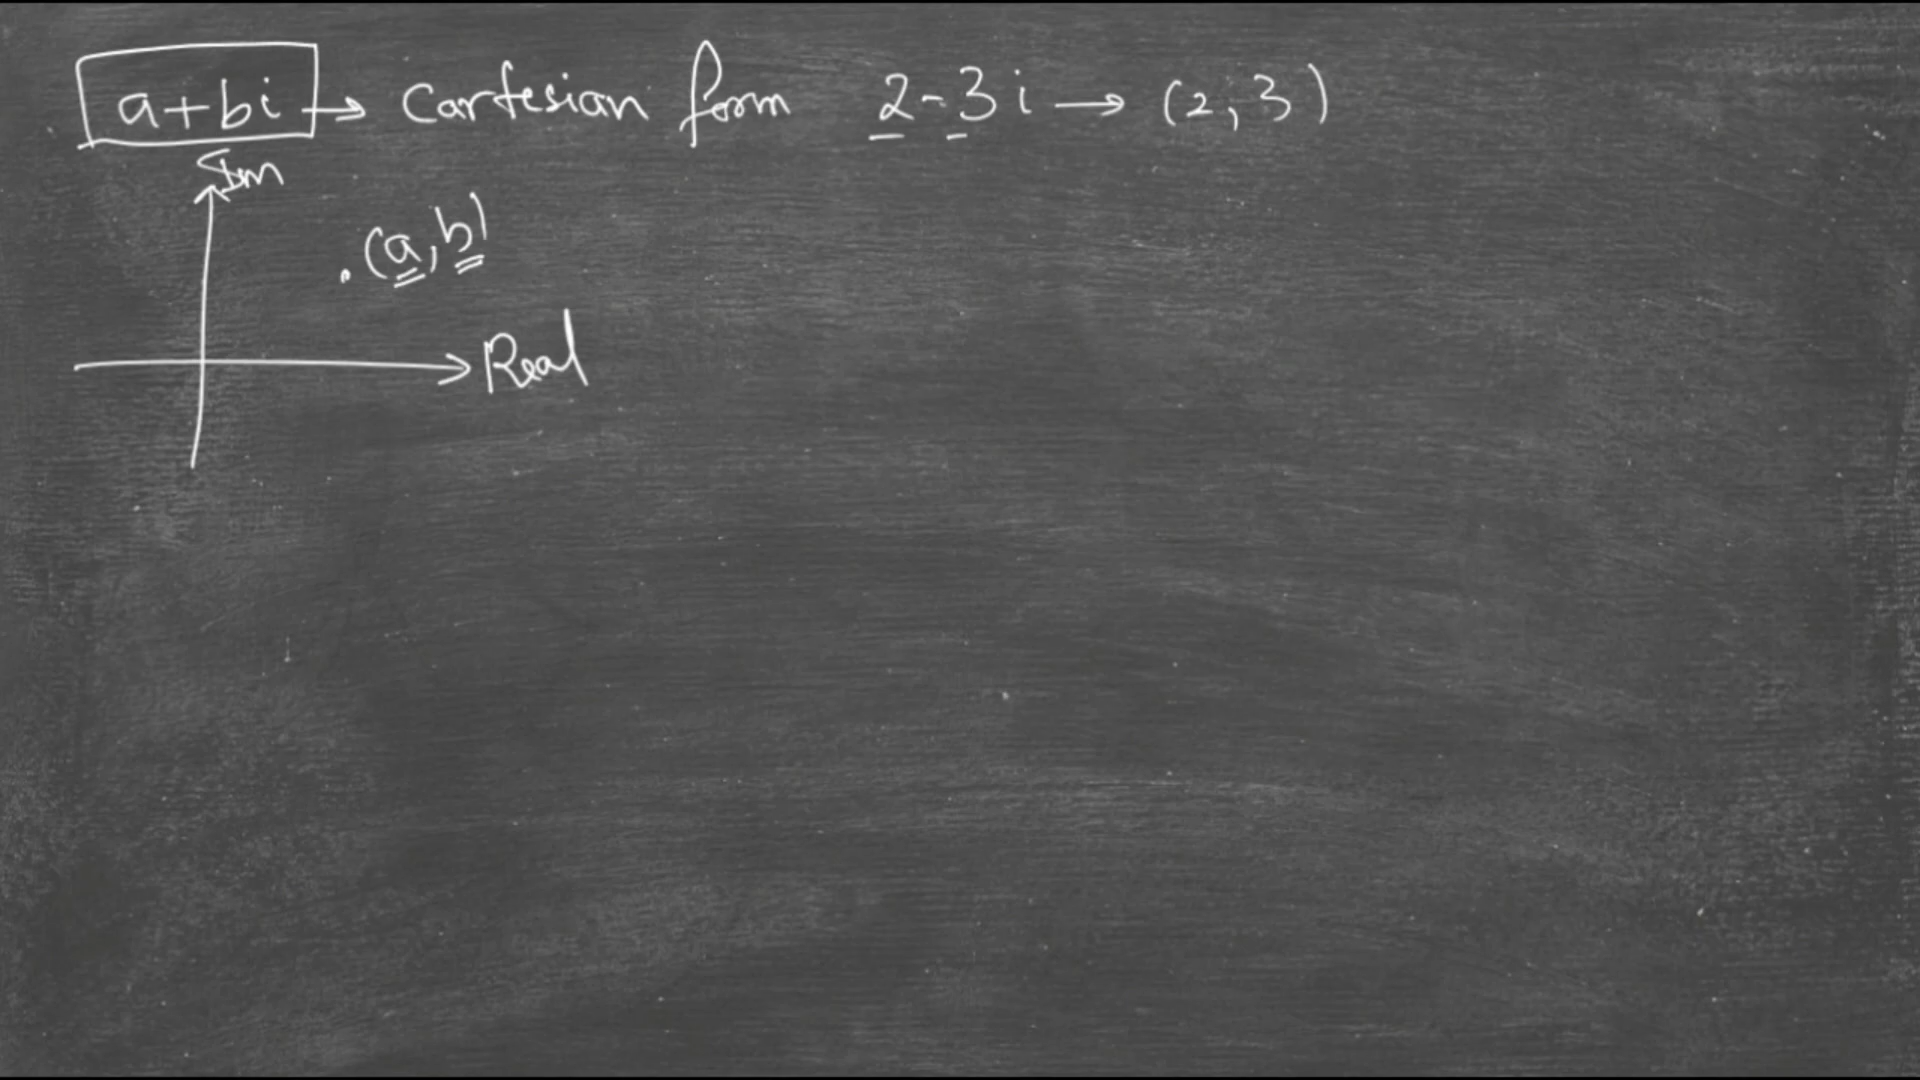 a+bi → Cartesian form 2-3i → (2,3)
Im
.(a,b)
Real